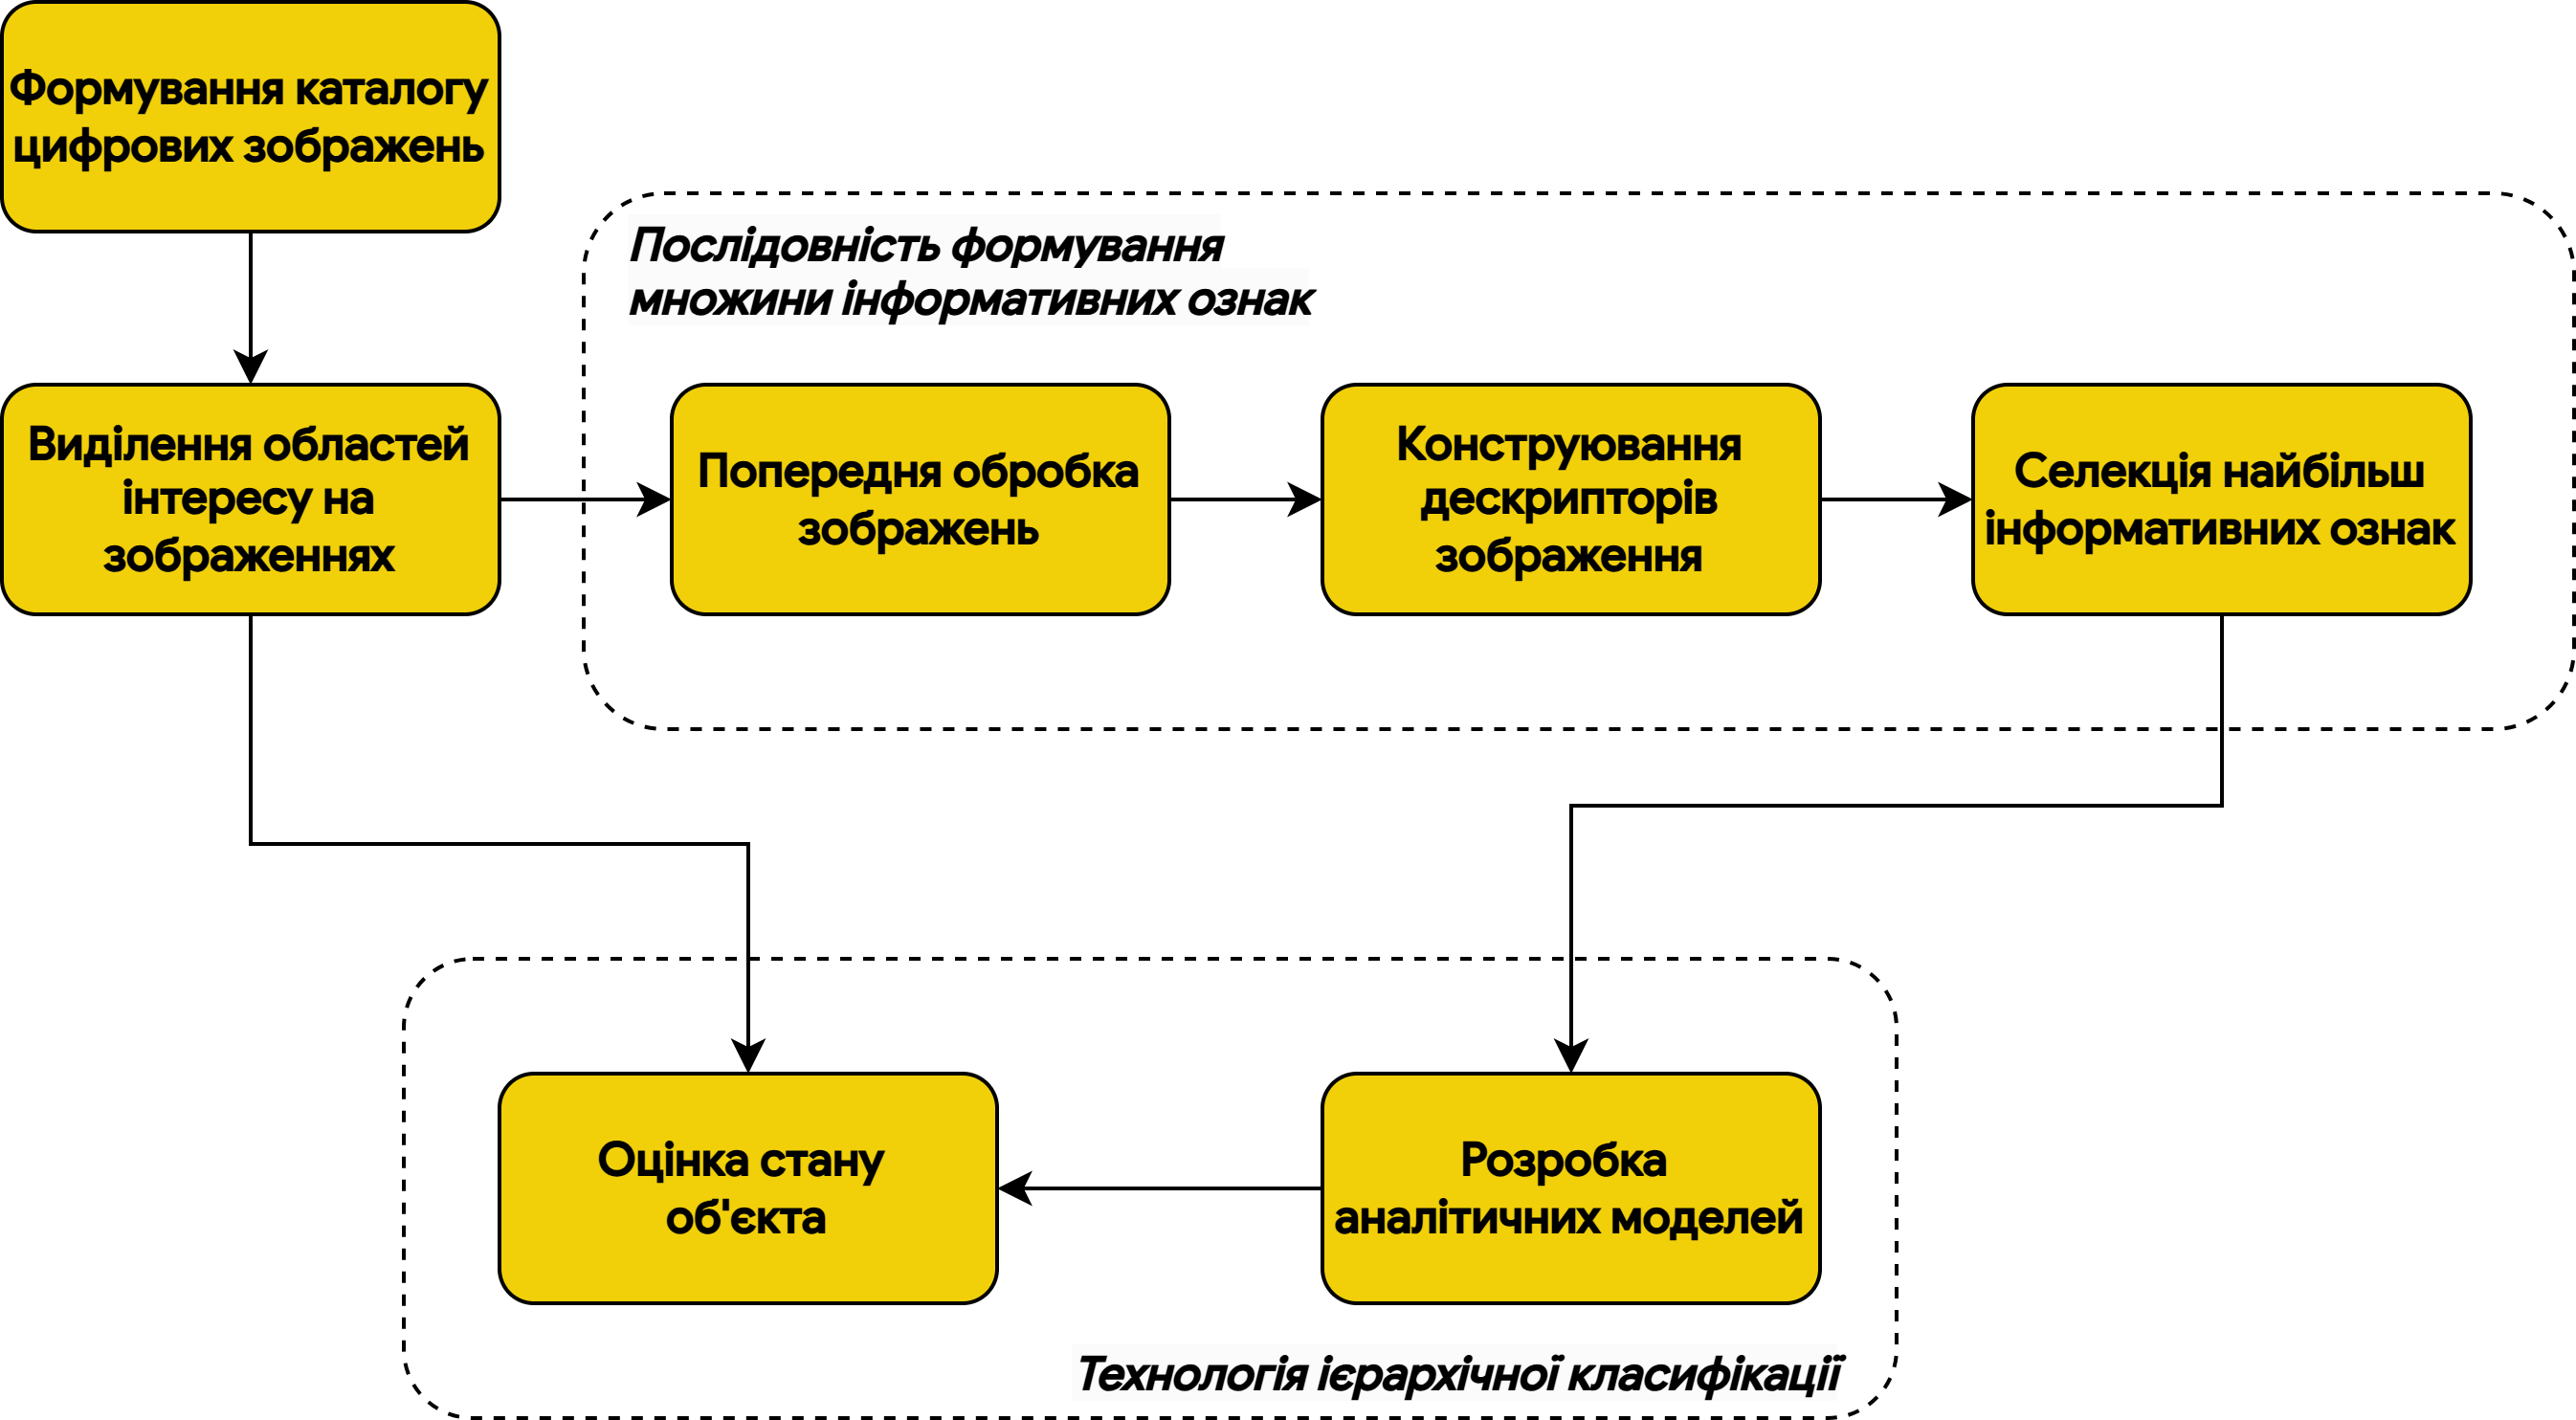 Формування каталогу
цифрових зображень
Послідовність формування
множини інформативних ознак
Виділення областей
інтересу на
зображеннях
Попередня обробка
зображень
Конструювання
дескрипторів
зображення
Селекція найбільш
інформативних ознак
Оцінка стану
об'єкта
Розробка
аналітичних моделей
Технологія ієрархічної класифікації